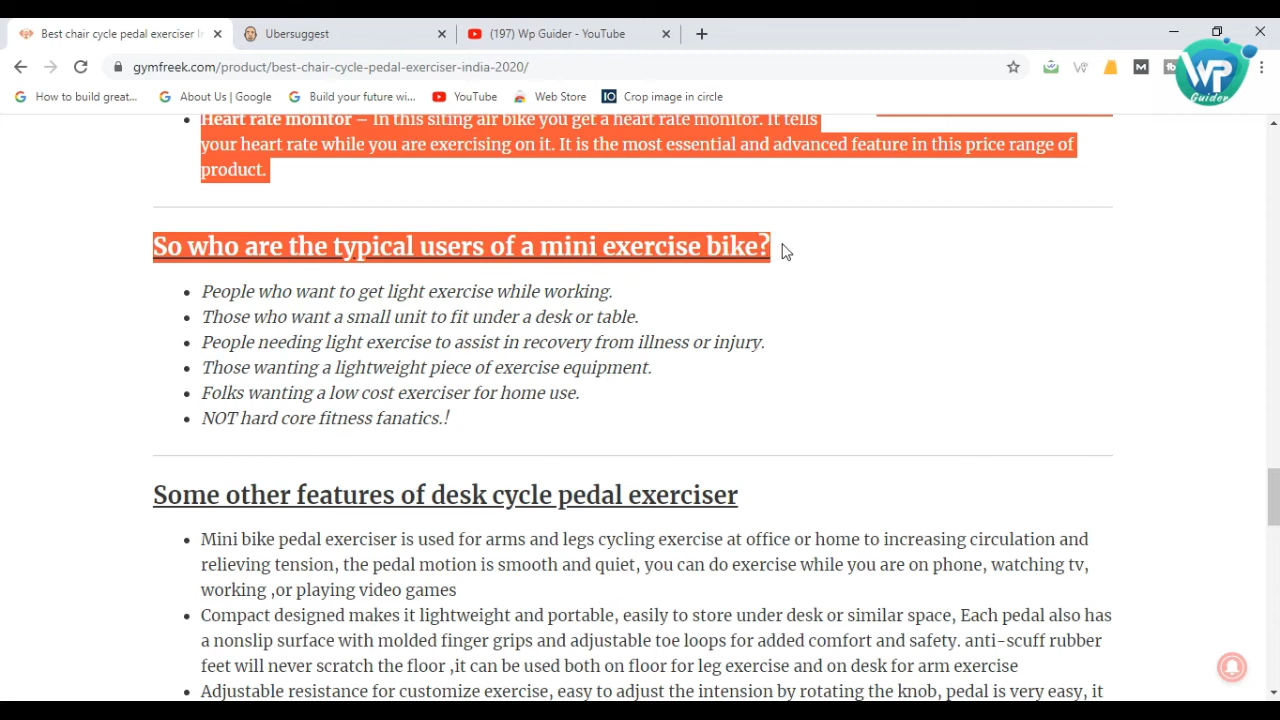 Best chair cycle pedal exerciser In
Ubersuggest
(197) Wp Guider - YouTube
gymfreek.com/product/best-chair-cycle-pedal-exerciser-india-2020/
WP
Guider
How to build great...
About Us | Google
Build your future wi...
YouTube
Web Store
IO
Crop image in circle
Heart rate monitor – In this siting air bike you get a heart rate monitor. It tells
your heart rate while you are exercising on it. It is the most essential and advanced feature in this price range of
product.
So who are the typical users of a mini exercise bike?
People who want to get light exercise while working.
Those who want a small unit to fit under a desk or table.
People needing light exercise to assist in recovery from illness or injury.
Those wanting a lightweight piece of exercise equipment.
Folks wanting a low cost exerciser for home use.
NOT hard core fitness fanatics.!
Some other features of desk cycle pedal exerciser
Mini bike pedal exerciser is used for arms and legs cycling exercise at office or home to increasing circulation and
relieving tension, the pedal motion is smooth and quiet, you can do exercise while you are on phone, watching tv,
working ,or playing video games
Compact designed makes it lightweight and portable, easily to store under desk or similar space, Each pedal also has
a nonslip surface with molded finger grips and adjustable toe loops for added comfort and safety. anti-scuff rubber
feet will never scratch the floor ,it can be used both on floor for leg exercise and on desk for arm exercise
Adjustable resistance for customize exercise, easy to adjust the intension by rotating the knob, pedal is very easy, it